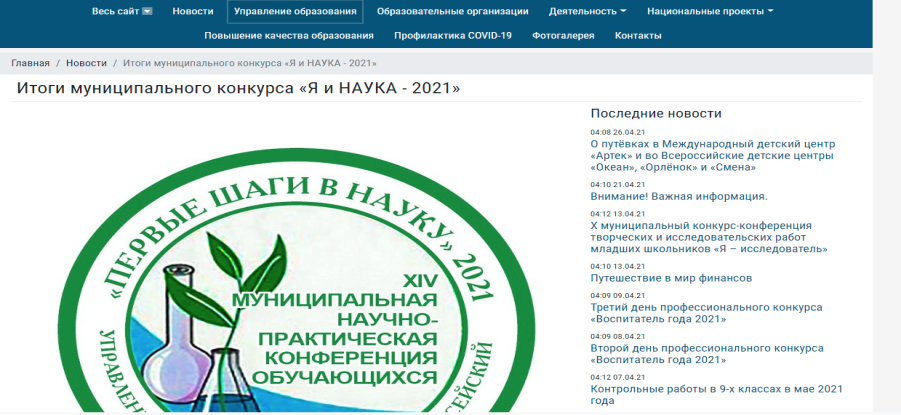 Весь сайт
Новости
Управление образования
Образовательные организации
Деятельность
Национальные проекты
Повышение качества образования
Профилактика COVID-19
Фотогалерея
Контакты
Главная / Новости / Итоги муниципального конкурса «Я и НАУКА - 2021»
Итоги муниципального конкурса «Я и НАУКА - 2021»
«ПЕРВЫЕ ШАГИ В НАУКУ» 2021
XIV
МУНИЦИПАЛЬНАЯ
НАУЧНО-
ПРАКТИЧЕСКАЯ
КОНФЕРЕНЦИЯ
ОБУЧАЮЩИХСЯ
Последние новости
04:08 26.04.21
О путёвках в Международный детский центр
«Артек» и во Всероссийские детские центры
«Океан», «Орлёнок» и «Смена»
04:10 21.04.21
Внимание! Важная информация.
04:12 13.04.21
X муниципальный конкурс-конференция
творческих и исследовательских работ
младших школьников «Я – исследователь»
04:10 13.04.21
Путешествие в мир финансов
04:09 09.04.21
Третий день профессионального конкурса
«Воспитатель года 2021»
04:09 08.04.21
Второй день профессионального конкурса
«Воспитатель года 2021»
04:12 07.04.21
Контрольные работы в 9-х классах в мае 2021
года